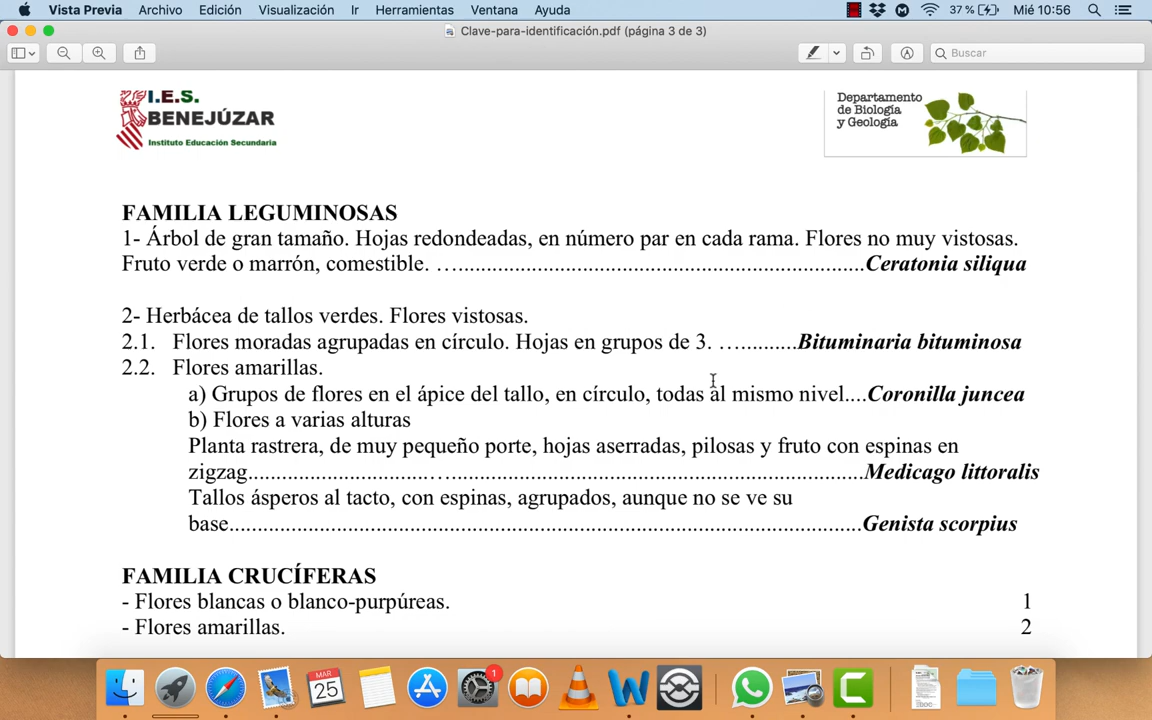 Vista Previa Archivo Edición Visualización Ir Herramientas Ventana Ayuda 37 % Mié 10:56
Clave-para-identificación.pdf (página 3 de 3)
Buscar
I.E.S.
BENEJÚZAR
Instituto Educación Secundaria
Departamento
de Biología
y Geología
FAMILIA LEGUMINOSAS
1- Árbol de gran tamaño. Hojas redondeadas, en número par en cada rama. Flores no muy vistosas.
Fruto verde o marrón, comestible. ….......................................................................Ceratonia siliqua
2- Herbácea de tallos verdes. Flores vistosas.
2.1. Flores moradas agrupadas en círculo. Hojas en grupos de 3. …..........Bituminaria bituminosa
2.2. Flores amarillas.
a) Grupos de flores en el ápice del tallo, en círculo, todas al mismo nivel....Coronilla juncea
b) Flores a varias alturas
Planta rastrera, de muy pequeño porte, hojas aserradas, pilosas y fruto con espinas en
zigzag................................…..........................................................................Medicago littoralis
Tallos ásperos al tacto, con espinas, agrupados, aunque no se ve su
base...............................................................................................................Genista scorpius
FAMILIA CRUCÍFERAS
- Flores blancas o blanco-purpúreas. 1
- Flores amarillas. 2
MAR
25
1